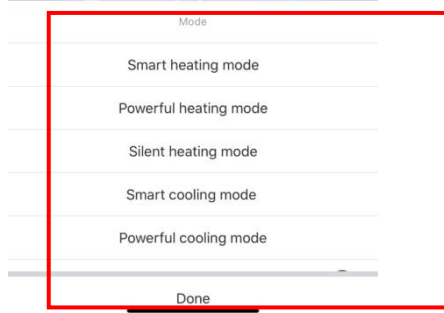 Mode
Smart heating mode
Powerful heating mode
Silent heating mode
Smart cooling mode
Powerful cooling mode
Done